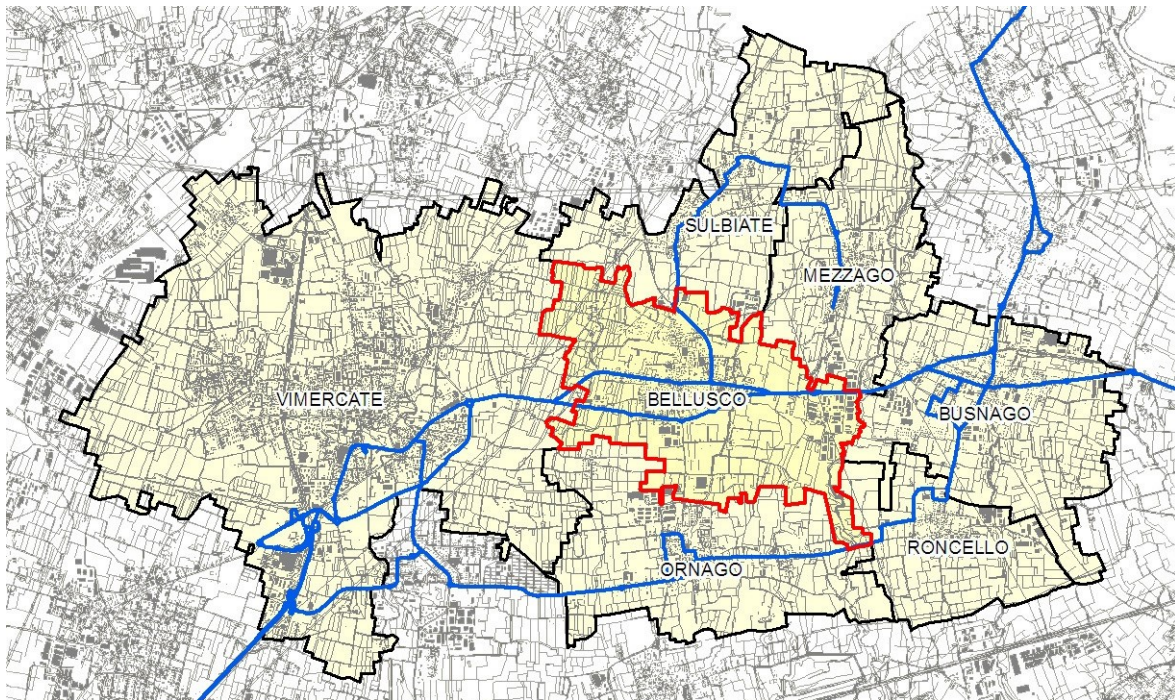 SULBIATE
MEZZAGO
VIMERCATE
BELLUSCO
BUSNAGO
RONCELLO
ORNAGO